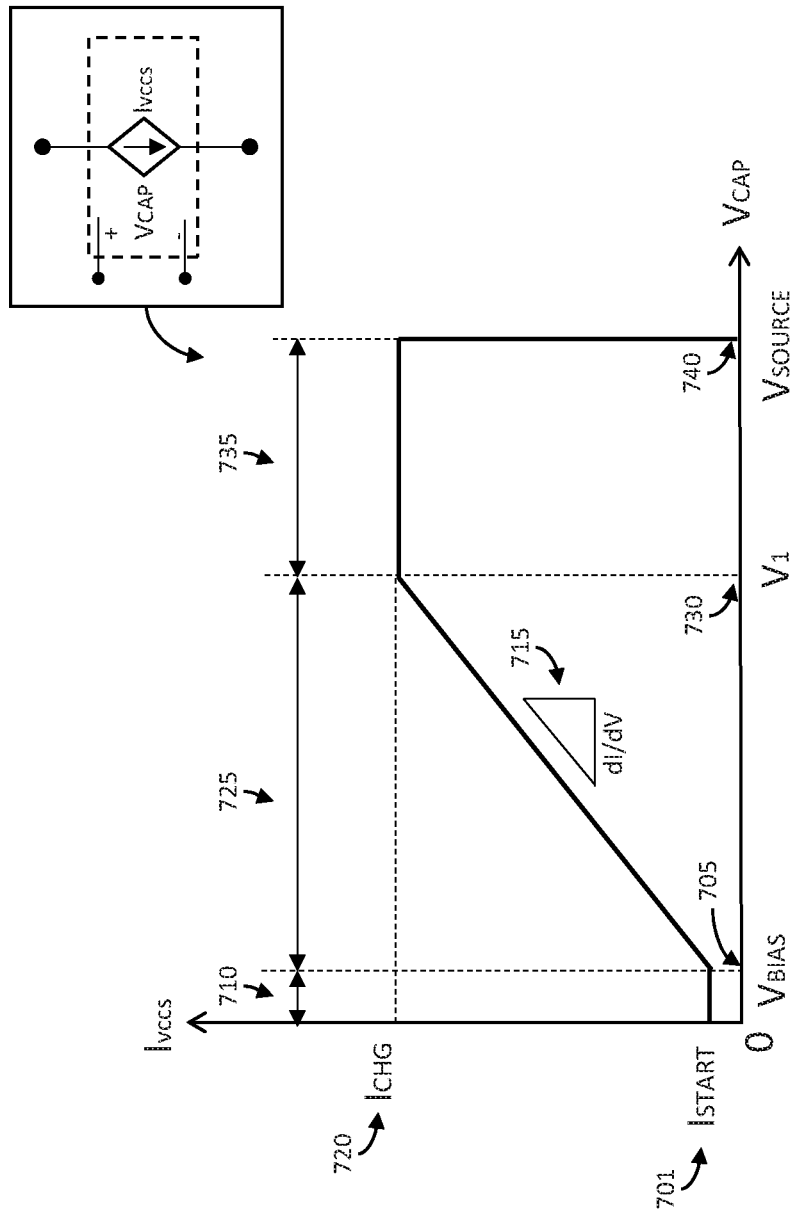 +
VCAP
-
IVCCS
IVCCS
710
725
735
720
ICHG
715
dI/dV
701
ISTART
705
730
740
0
VBIAS
V1
VSOURCE
VCAP